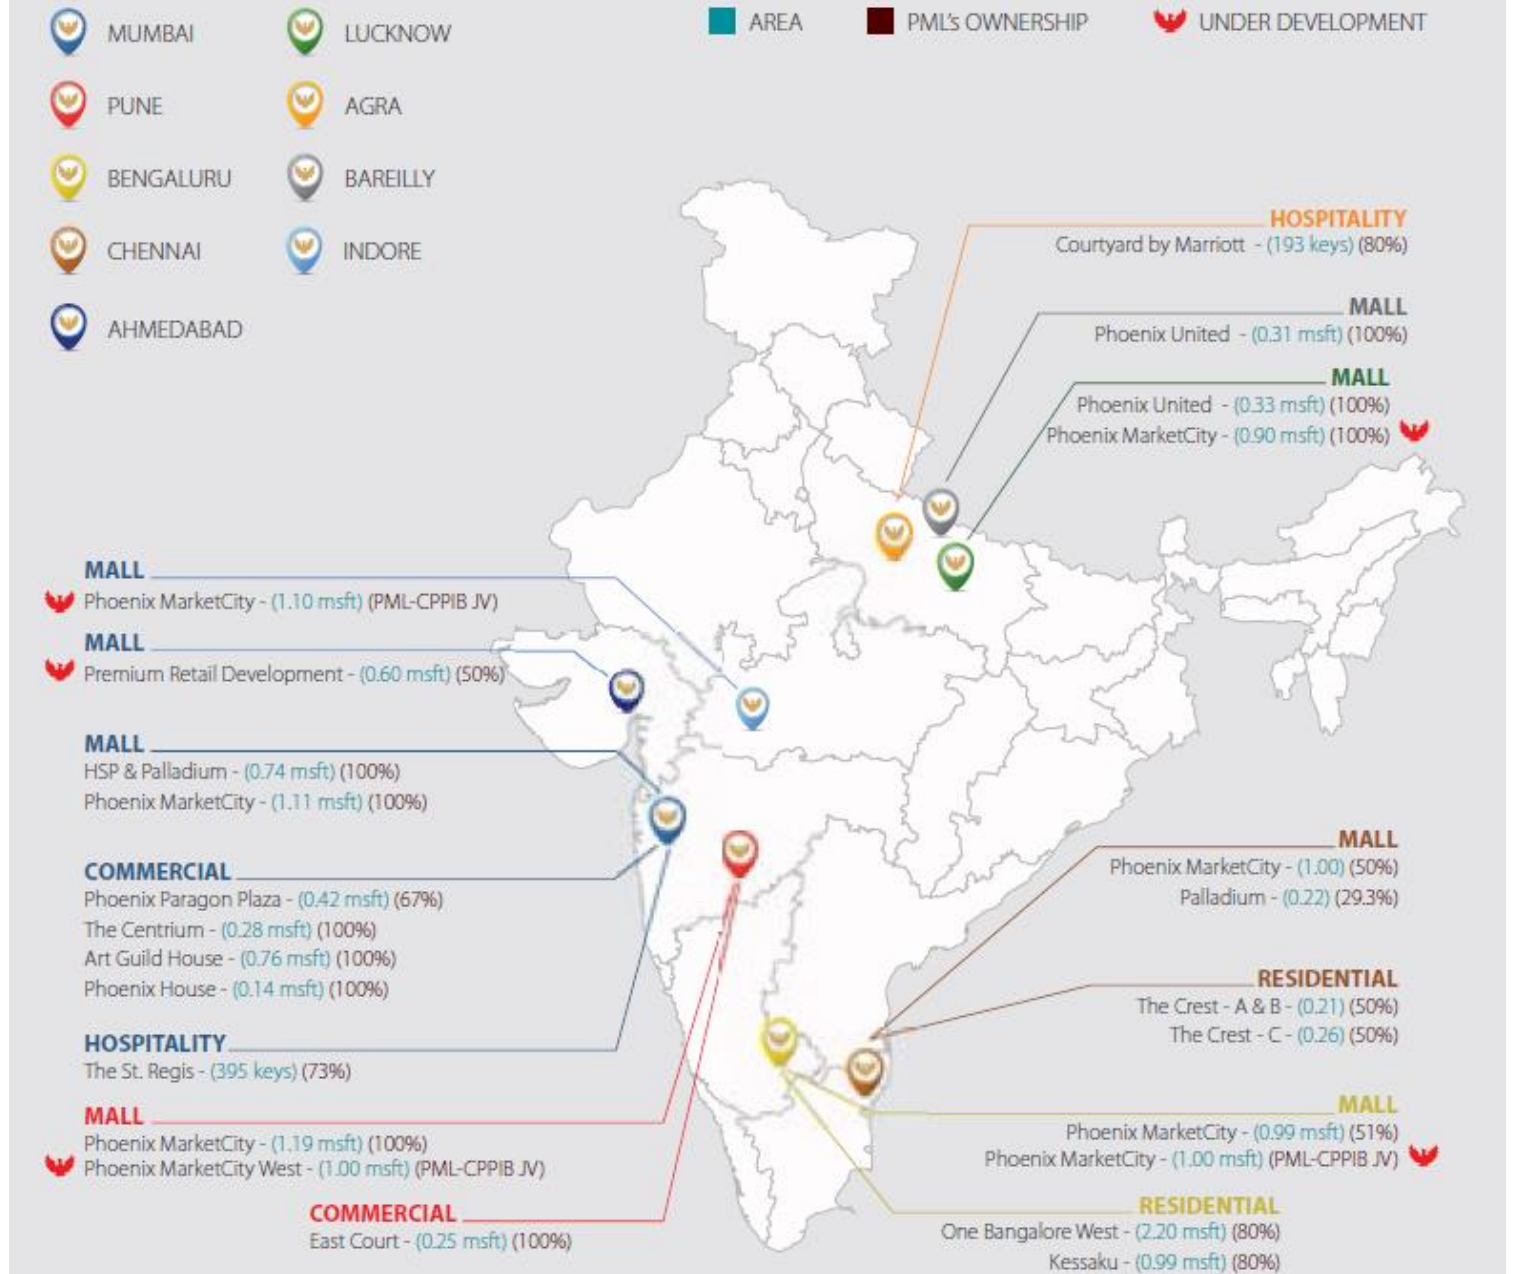 MUMBAI
LUCKNOW
AREA
PML's OWNERSHIP
UNDER DEVELOPMENT
PUNE
AGRA
BENGALURU
BAREILLY
CHENNAI
INDORE
AHMEDABAD
HOSPITALITY
Courtyard by Marriott - (193 keys) (80%)
MALL
Phoenix United - (0.31 msft) (100%)
MALL
Phoenix United - (0.33 msft) (100%)
Phoenix MarketCity - (0.90 msft) (100%)
MALL
Phoenix MarketCity - (1.10 msft) (PML-CPPIB JV)
MALL
Premium Retail Development - (0.60 msft) (50%)
MALL
HSP & Palladium - (0.74 msft) (100%)
Phoenix MarketCity - (1.11 msft) (100%)
COMMERCIAL
Phoenix Paragon Plaza - (0.42 msft) (67%)
The Centrium - (0.28 msft) (100%)
Art Guild House - (0.76 msft) (100%)
Phoenix House - (0.14 msft) (100%)
HOSPITALITY
The St. Regis - (395 keys) (73%)
MALL
Phoenix MarketCity - (1.19 msft) (100%)
Phoenix MarketCity West - (1.00 msft) (PML-CPPIB JV)
COMMERCIAL
East Court - (0.25 msft) (100%)
MALL
Phoenix MarketCity - (1.00) (50%)
Palladium - (0.22) (29.3%)
RESIDENTIAL
The Crest - A & B - (0.21) (50%)
The Crest - C - (0.26) (50%)
MALL
Phoenix MarketCity - (0.99 msft) (51%)
Phoenix MarketCity - (1.00 msft) (PML-CPPIB JV)
RESIDENTIAL
One Bangalore West - (2.20 msft) (80%)
Kessaku - (0.99 msft) (80%)